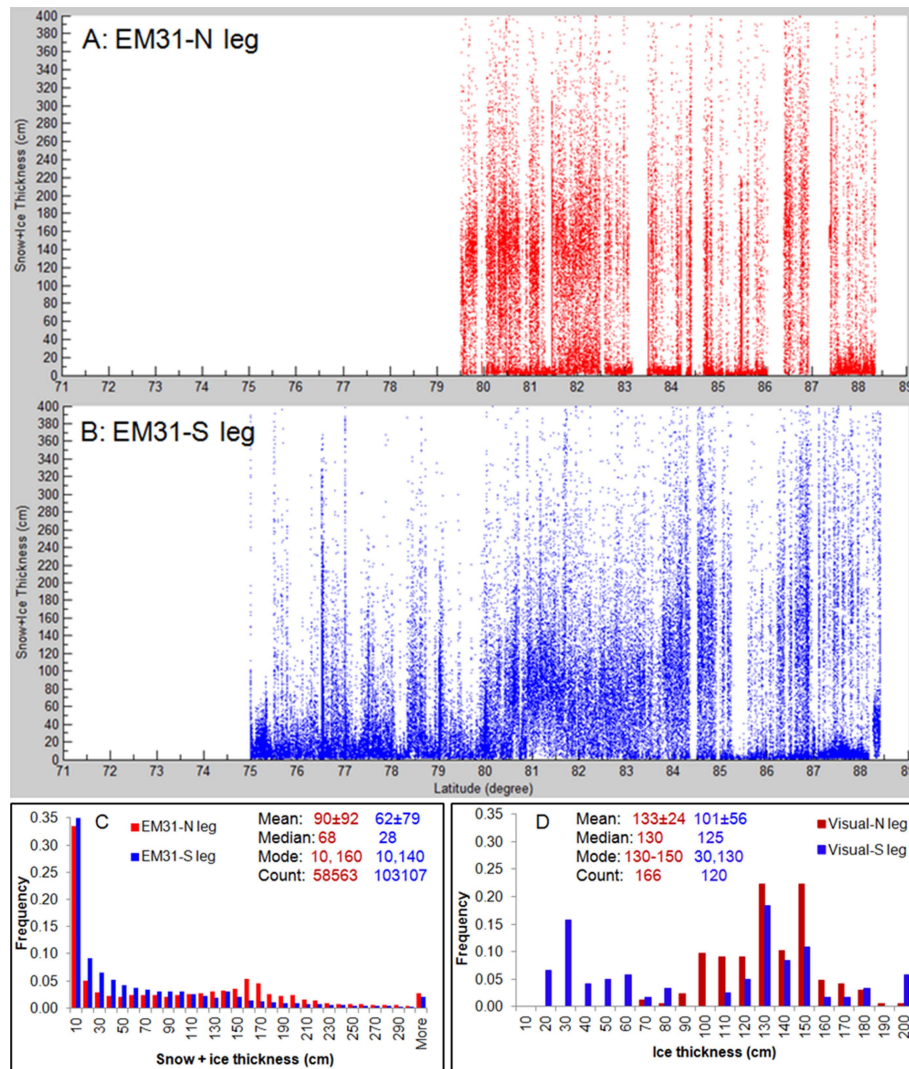 A: EM31-N leg
Snow+Ice Thickness (cm)
400
380
360
340
320
300
280
260
240
220
200
180
160
140
120
100
80
60
40
20
0
71 72 73 74 75 76 77 78 79 80 81 82 83 84 85 86 87 88 89
B: EM31-S leg
Snow+Ice Thickness (cm)
400
380
360
340
320
300
280
260
240
220
200
180
160
140
120
100
80
60
40
20
0
71 72 73 74 75 76 77 78 79 80 81 82 83 84 85 86 87 88 89
Latitude (degree)
C
EM31-N leg
EM31-S leg
Mean: 90±92 62±79
Median: 68 28
Mode: 10, 160 10,140
Count: 58563 103107
Frequency
0.35
0.30
0.25
0.20
0.15
0.10
0.05
0.00
10 30 50 70 90 110 130 150 170 190 210 230 250 270 290 More
Snow + ice thickness (cm)
D
Mean: 133±24 101±56
Median: 130 125
Mode: 130-150 30,130
Count: 166 120
Visual-N leg
Visual-S leg
Frequency
0.35
0.30
0.25
0.20
0.15
0.10
0.05
0.00
10 20 30 40 50 60 70 80 90 100 110 120 130 140 150 160 170 180 190 200
Ice thickness (cm)